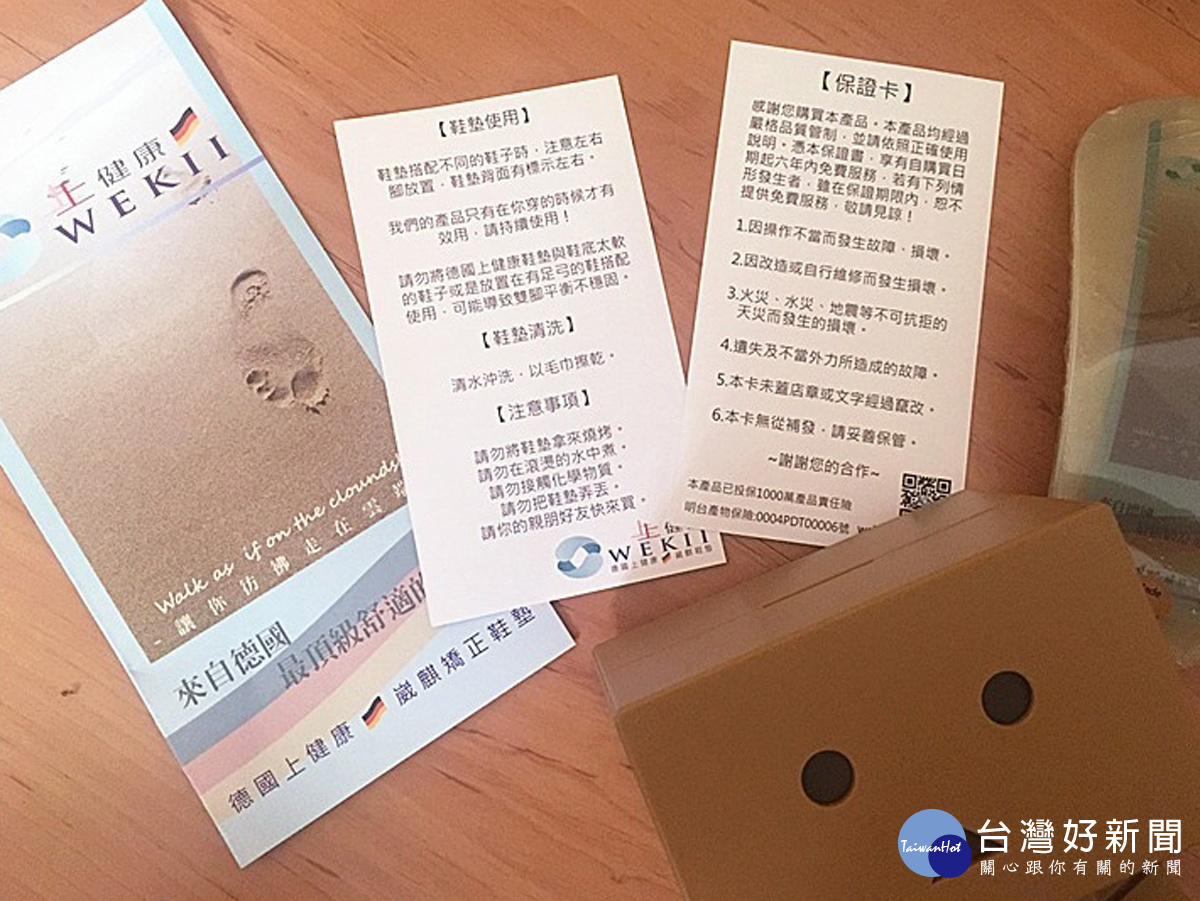 上健康
WEKII
Walk as if on the clounds
-讓你彷彿走在雲端
來自德國
最頂級舒適的
德國上健康 崴麒矯正鞋墊
【鞋墊使用】
鞋墊搭配不同的鞋子時，注意左右
腳放置，鞋墊背面有標示左右。
我們的產品只有在你穿的時候才有
效用，請持續使用！
請勿將德國上健康鞋墊與鞋底太軟
的鞋子或是放置在有足弓的鞋搭配
使用，可能導致雙腳平衡不穩固。
【鞋墊清洗】
清水沖洗，以毛巾擦乾。
【注意事項】
請勿將鞋墊拿來燒烤。
請勿在滾燙的水中煮。
請勿接觸化學物質。
請勿把鞋墊弄丟。
請你的親朋好友快來買。
上健
WEKII
德國上健康 崴麒鞋墊
【保證卡】
感謝您購買本產品。本產品均經過
嚴格品質管制，並請依照正確使用
說明。憑本保證書，享有自購買日
期起六年內免費服務，若有下列情
形發生者，雖在保證期限內，恕不
提供免費服務，敬請見諒！
1.因操作不當而發生故障、損壞。
2.因改造或自行維修而發生損壞。
3.火災、水災、地震等不可抗拒的
天災而發生的損壞。
4.遺失及不當外力所造成的故障。
5.本卡未蓋店章或文字經過竄改。
6.本卡無從補發，請妥善保管。
~謝謝您的合作~
本產品已投保1000萬產品責任險
明台產物保險:0004PDT00006號
來自德國
TaiwanHot
台灣好新聞
關心跟你有關的新聞